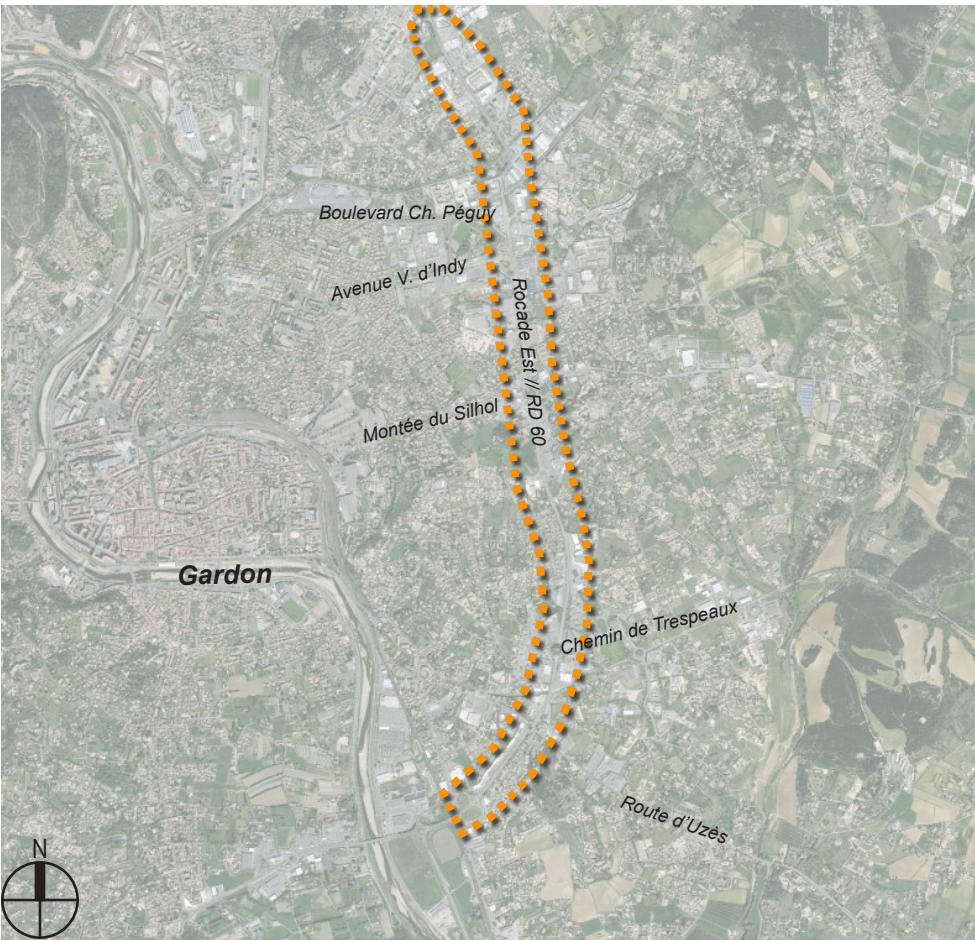 Boulevard Ch. Péguy
Avenue V. d'Indy
Rocade Est // RD 60
Montée du Silhol
Gardon
Chemin de Trespeaux
Route d'Uzès
N